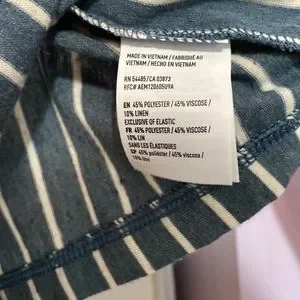 MADE IN VIETNAM / FABRIQUÉ AU
VIETNAM / HECHO EN VIETNAM
RN 54485/CA 03873
RFC# AEM120605U9A
EN 45% POLYESTER / 45% VISCOSE /
10% LINEN
EXCLUSIVE OF ELASTIC
FR 45% POLYESTER / 45% VISCOSE /
10% LIN
SANS LES ÉLASTIQUES
SP 45% poliéster / 45% viscosa /
10% lino